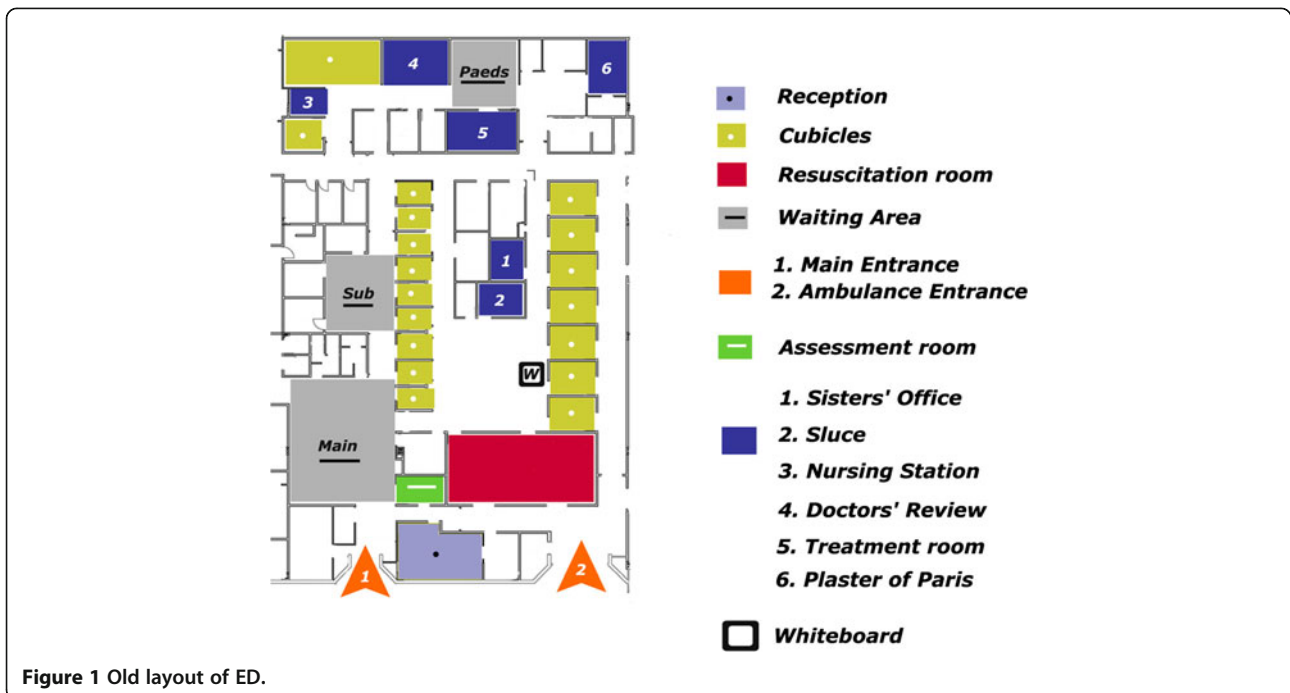 4
Paeds
6
3
5
1
Sub
2
W
Main
1
2
Reception
Cubicles
Resuscitation room
Waiting Area
1. Main Entrance
2. Ambulance Entrance
Assessment room
1. Sisters' Office
2. Sluce
3. Nursing Station
4. Doctors' Review
5. Treatment room
6. Plaster of Paris
Whiteboard
Figure 1 Old layout of ED.